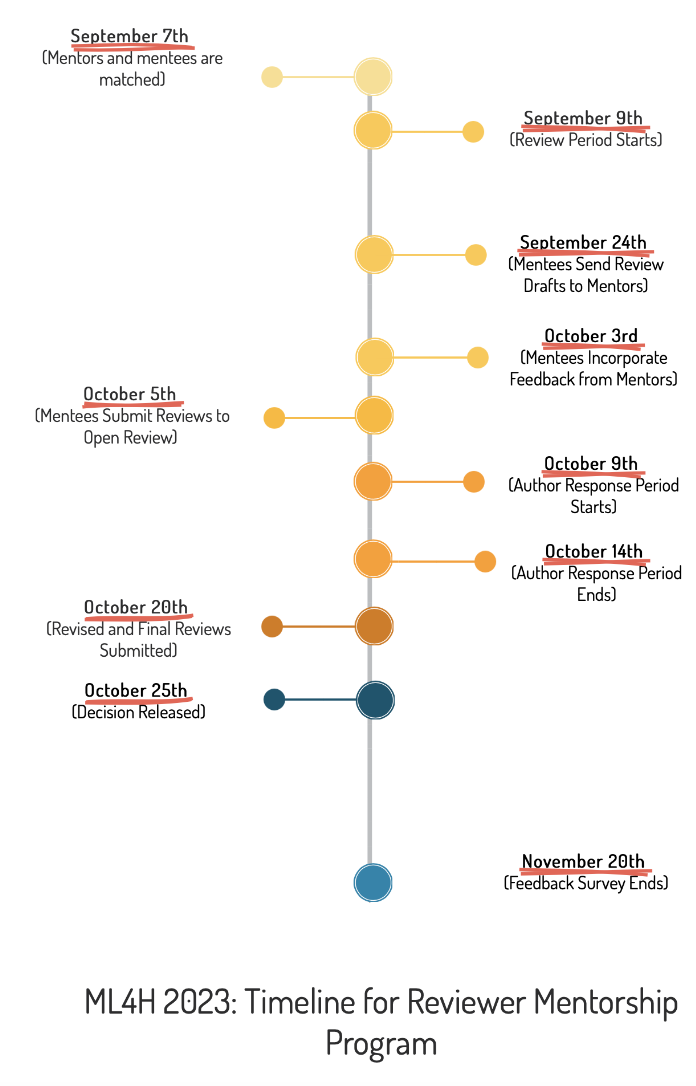 September 7th
(Mentors and mentees are
matched)
September 9th
(Review Period Starts)
September 24th
(Mentees Send Review
Drafts to Mentors)
October 3rd
(Mentees Incorporate
Feedback from Mentors)
October 5th
(Mentee Submit Reviews to
Open Review)
October 9th
(Author Response Period
Starts)
October 14th
(Author Response Period
Ends)
October 20th
(Revised and Final Reviews
Submitted)
October 25th
(Decision Released)
November 20th
(Feedback Survey Ends)
ML4H 2023: Timeline for Reviewer Mentorship
Program